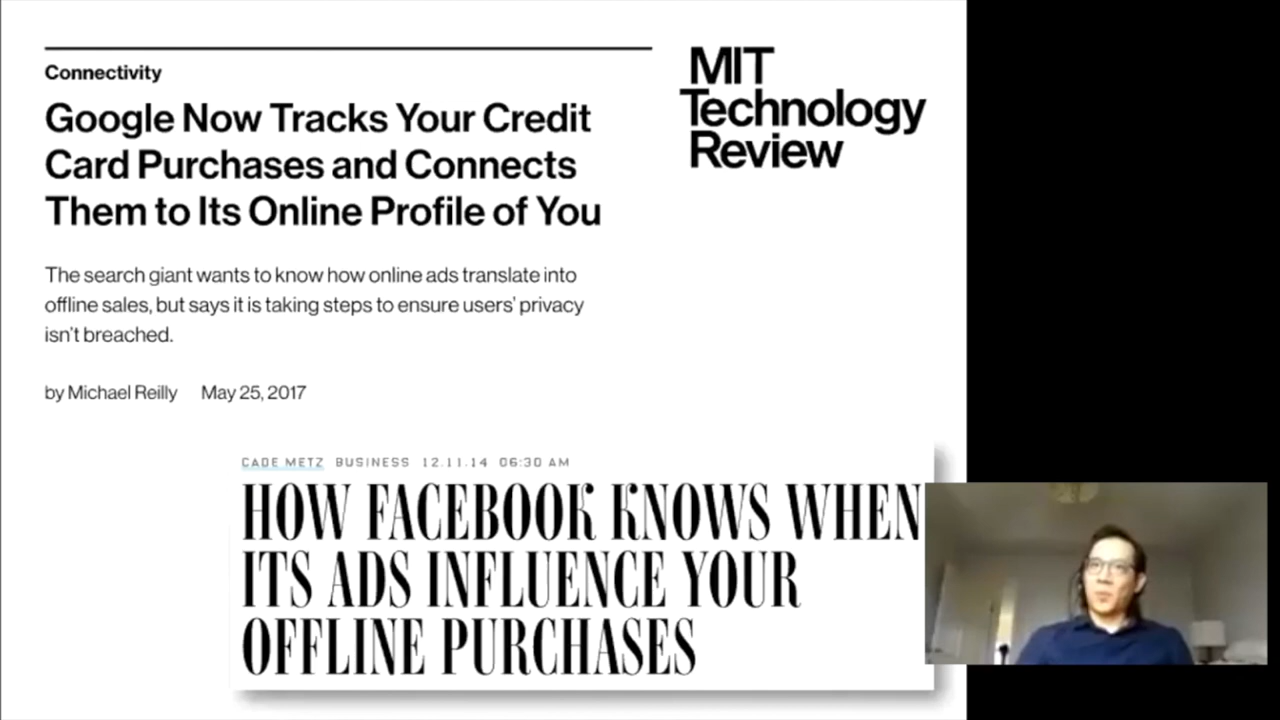 Connectivity
Google Now Tracks Your Credit
Card Purchases and Connects
Them to Its Online Profile of You
The search giant wants to know how online ads translate into
offline sales, but says it is taking steps to ensure users' privacy
isn't breached.
by Michael Reilly May 25, 2017
MIT
Technology
Review
CADE METZ BUSINESS 12.11.14 06:30 AM
HOW FACEBOOK KNOWS WHEN
ITS ADS INFLUENCE YOUR
OFFLINE PURCHASES